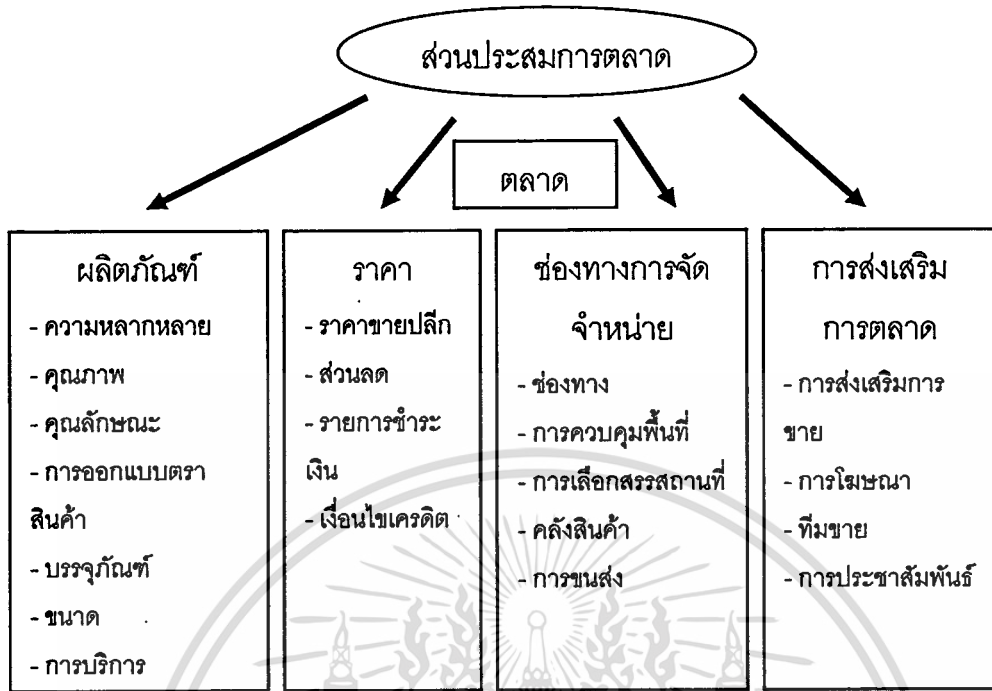 ส่วนประสมการตลาด
ตลาด
ผลิตภัณฑ์
- ความหลากหลาย
- คุณภาพ
- คุณลักษณะ
- การออกแบบตรา
สินค้า
- บรรจุภัณฑ์
- ขนาด
- การบริการ
ราคา
- ราคาขายปลีก
- ส่วนลด
- รายการชำระ
เงิน
- เงื่อนไขเครดิต
ช่องทางการจัด
จำหน่าย
- ช่องทาง
- การควบคุมพื้นที่
- การเลือกสรรสถานที่
- คลังสินค้า
- การขนส่ง
การส่งเสริม
การตลาด
- การส่งเสริมการ
ขาย
- การโฆษณา
- ทีมขาย
- การประชาสัมพันธ์